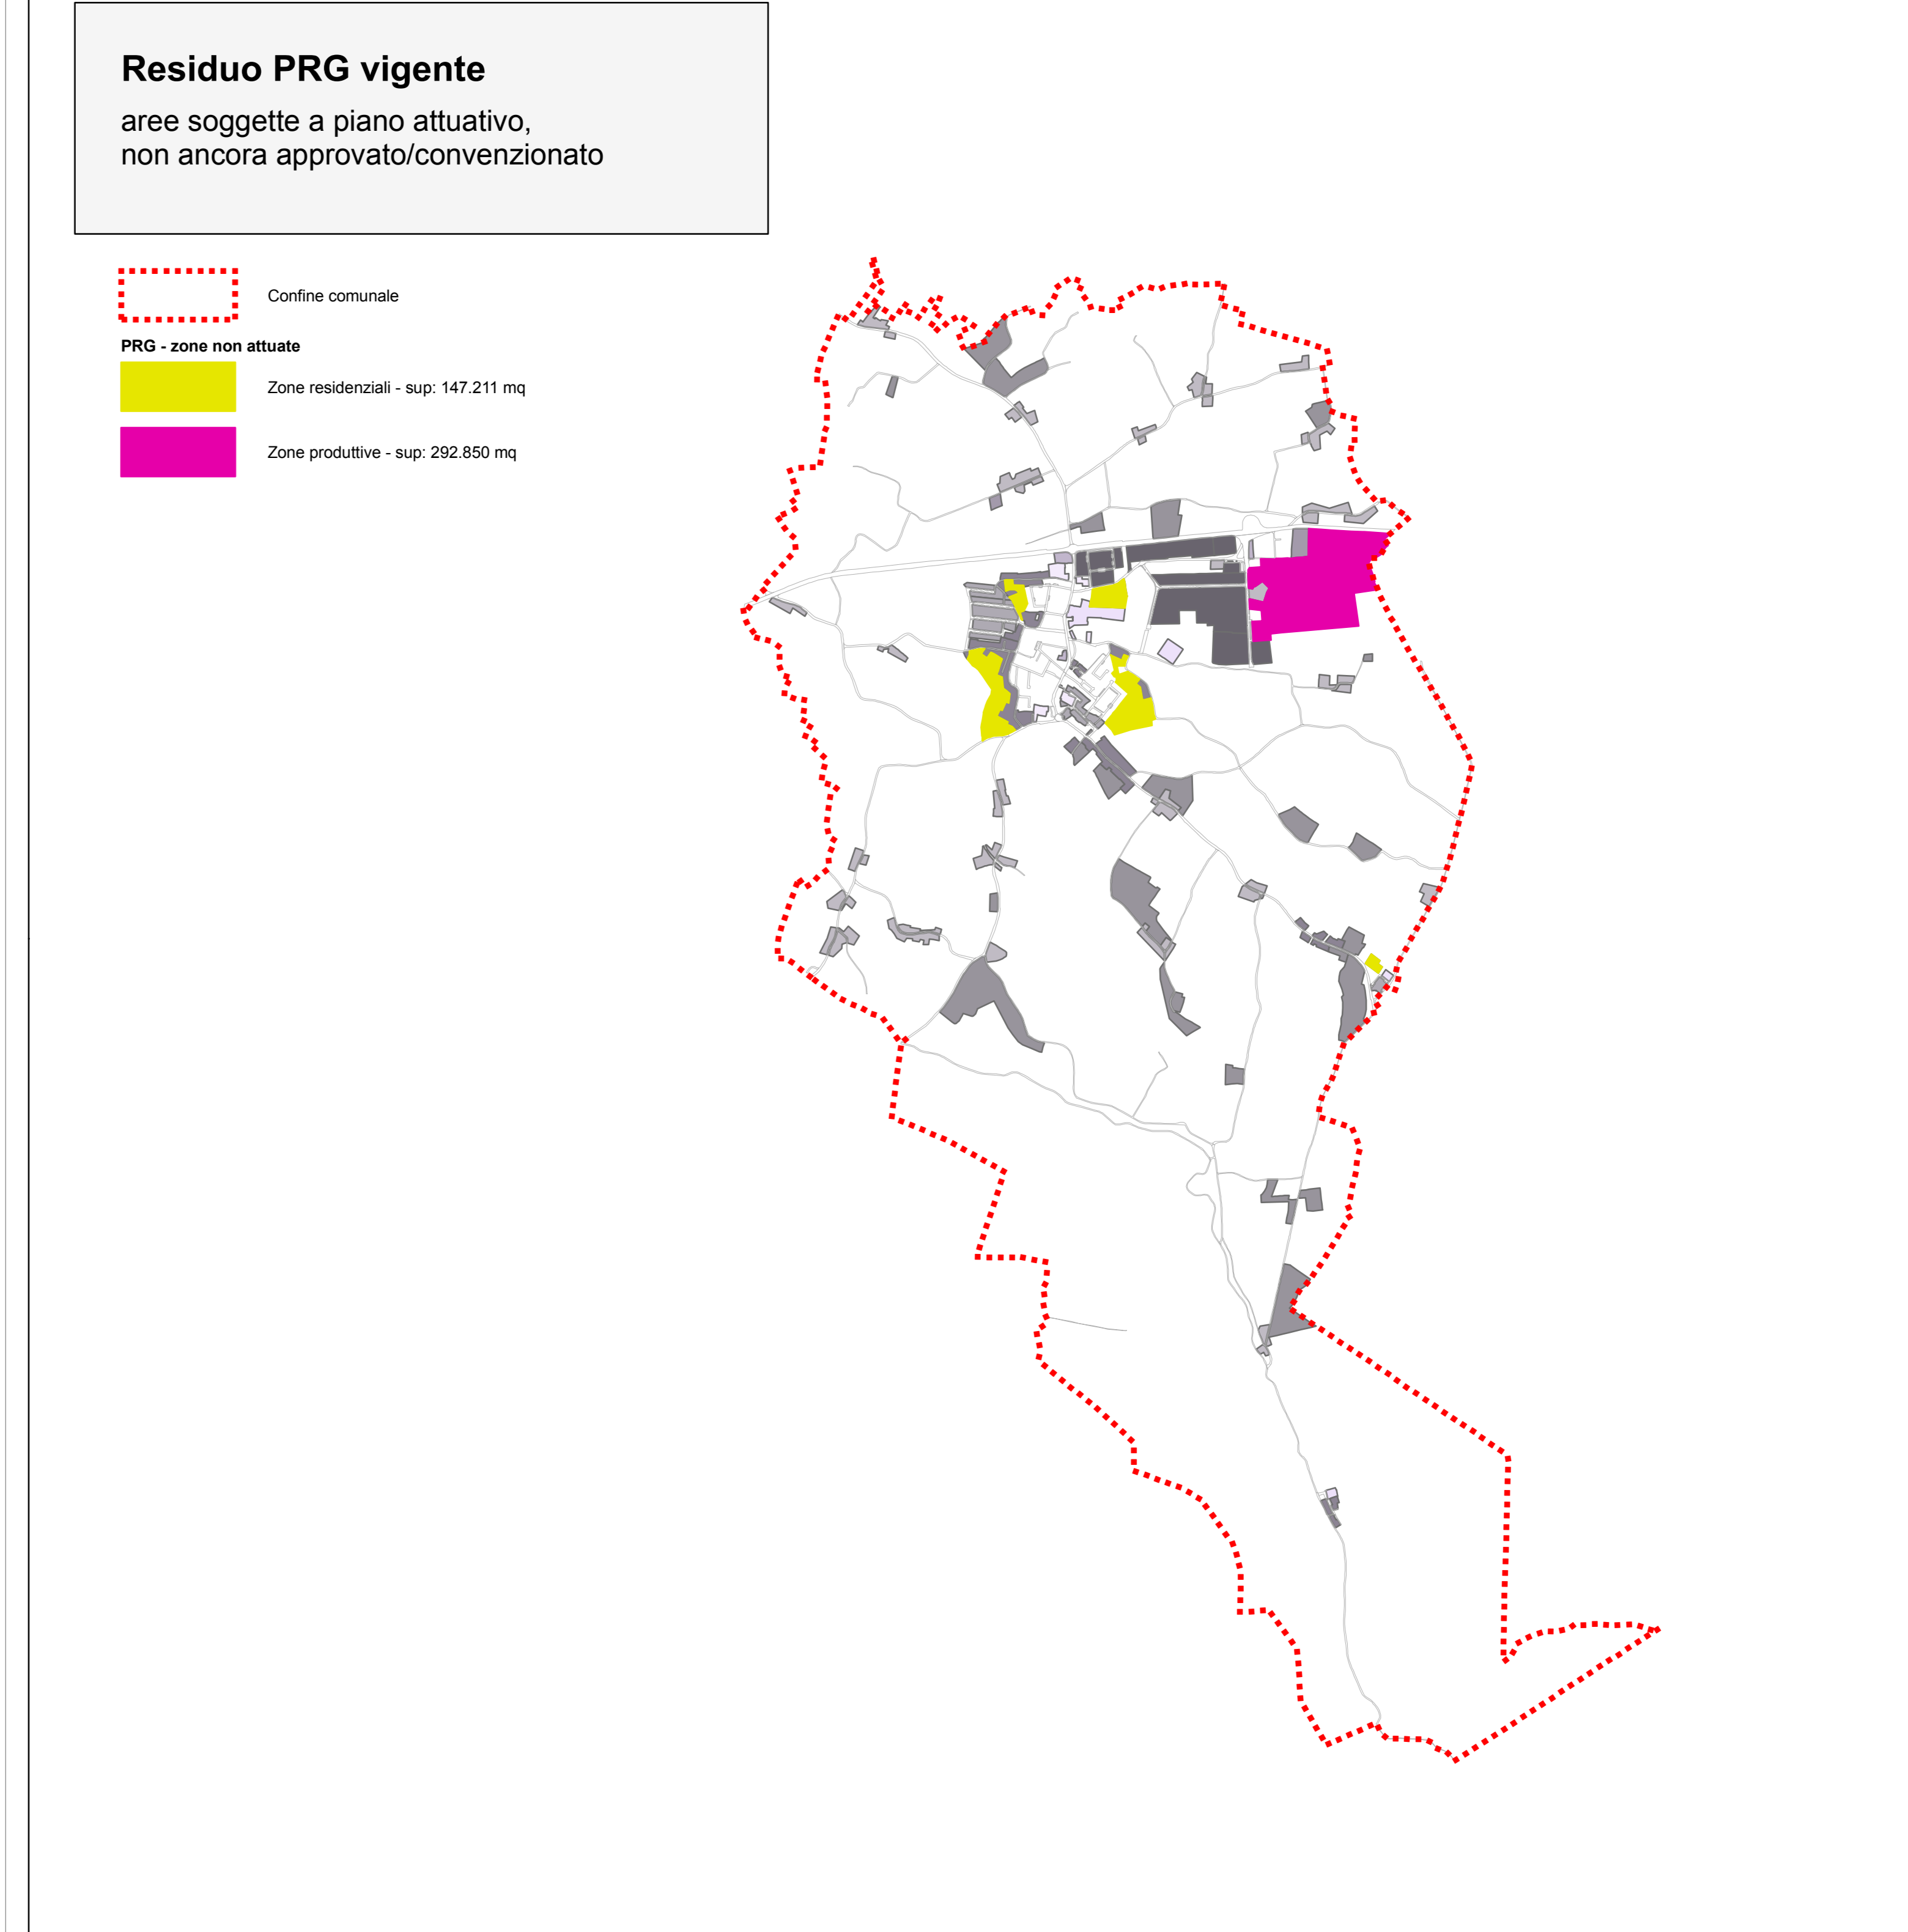 Residuo PRG vigente
aree soggette a piano attuativo,
non ancora approvato/convenzionato
Confine comunale
PRG - zone non attuate
Zone residenziali - sup: 147.211 mq
Zone produttive - sup: 292.850 mq